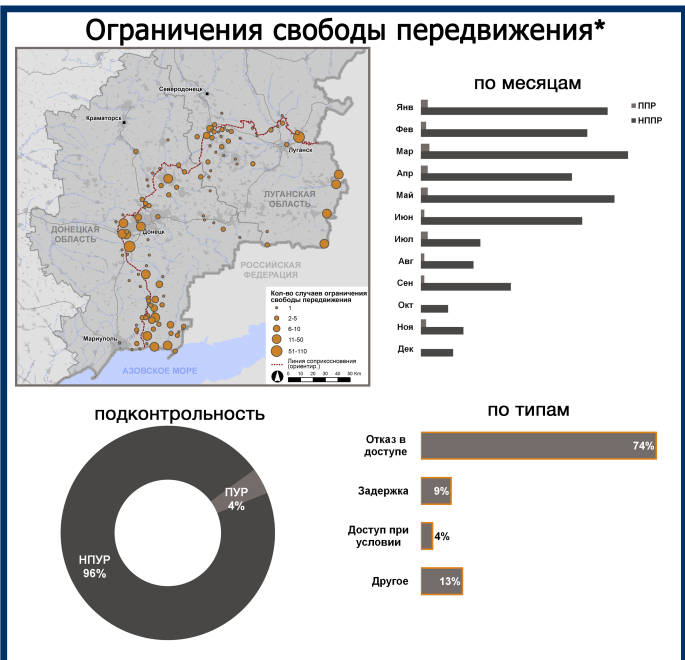 Ограничения свободы передвижения*
Северодонецк
Краматорск
Луганск
ЛУГАНСКАЯ
ОБЛАСТЬ
ДОНЕЦКАЯ
ОБЛАСТЬ
Донецк
РОССИЙСКАЯ
ФЕДЕРАЦИЯ
Мариуполь
АЗОВСКОЕ МОРЕ
Кол-во случаев ограничения
свободы передвижения
1
2-5
6-10
11-50
51-110
Линия соприкосновения
(ориентир.)
0 10 20 30 40 50 Km
по месяцам
Янв
Фев
Мар
Апр
Май
Июн
Июл
Авг
Сен
Окт
Ноя
Дек
ППР
НППР
подконтрольность
ПУР
4%
НПУР
96%
по типам
Отказ в
доступе
74%
Задержка
9%
Доступ при
условии
4%
Другое
13%